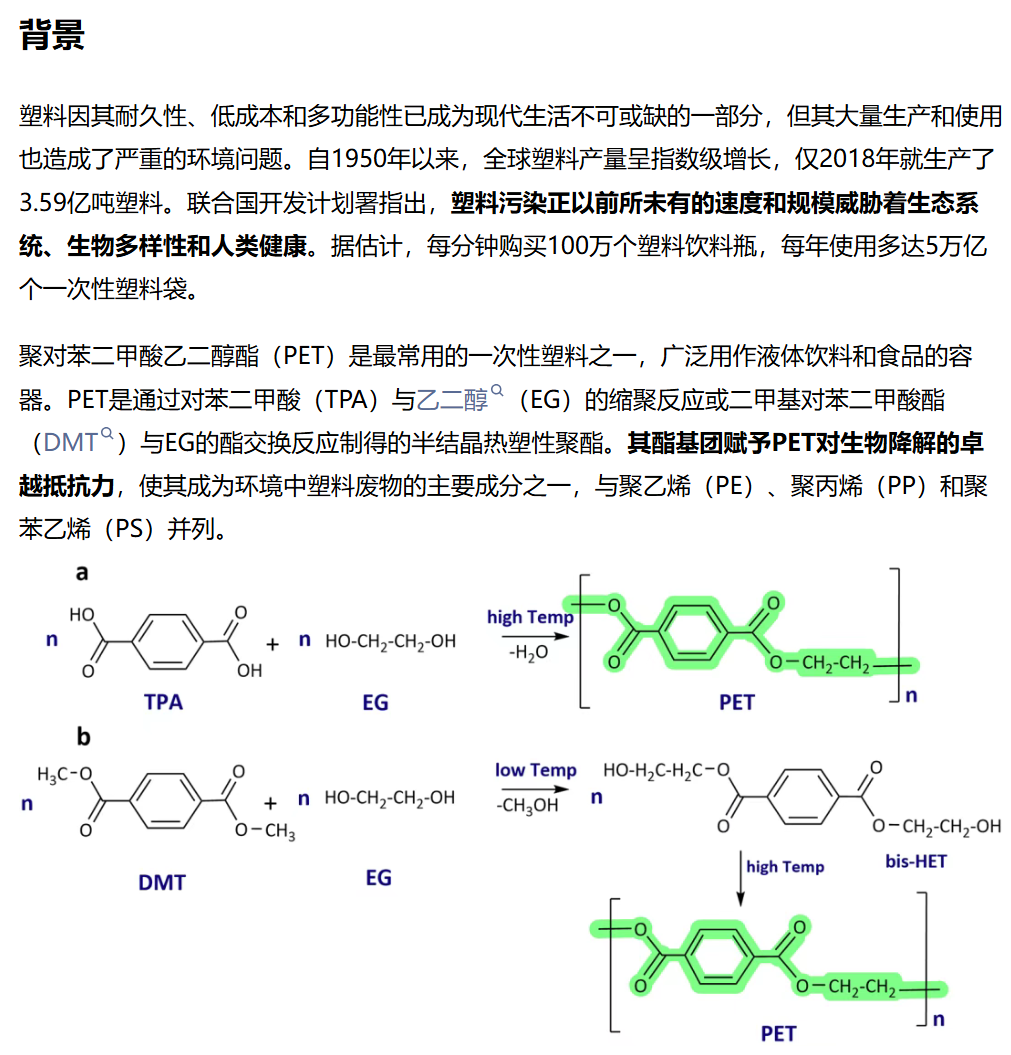 背景
塑料因其耐久性、低成本和多功能性已成为现代生活不可或缺的一部分，但其大量生产和使用
也造成了严重的环境问题。自1950年以来，全球塑料产量呈指数级增长，仅2018年就生产了
3.59亿吨塑料。联合国开发计划署指出，塑料污染正以前所未有的速度和规模威胁着生态系
统、生物多样性和人类健康。据估计，每分钟购买100万个塑料饮料瓶，每年使用多达5万亿
个一次性塑料袋。
聚对苯二甲酸乙二醇酯（PET）是最常用的一次性塑料之一，广泛用作液体饮料和食品的容
器。PET是通过对苯二甲酸（TPA）与乙二醇（EG）的缩聚反应或二甲基对苯二甲酸酯
（DMT）与EG的酯交换反应制得的半结晶热塑性聚酯。其酯基团赋予PET对生物降解的卓
越抵抗力，使其成为环境中塑料废物的主要成分之一，与聚乙烯（PE）、聚丙烯（PP）和聚
苯乙烯（PS）并列。
a
n
HO
O
O
OH
+
n HO-CH₂-CH₂-OH
high Temp
-H₂O
O
O
O
O-CH₂-CH₂
n
TPA
EG
PET
b
n
H₃C-O
O
O
O-CH₃
+
n HO-CH₂-CH₂-OH
low Temp
-CH₃OH
n
HO-H₂C-H₂C-O
O
O
O-CH₂-CH₂-OH
DMT
EG
bis-HET
high Temp
O
O
O
O-CH₂-CH₂
n
PET